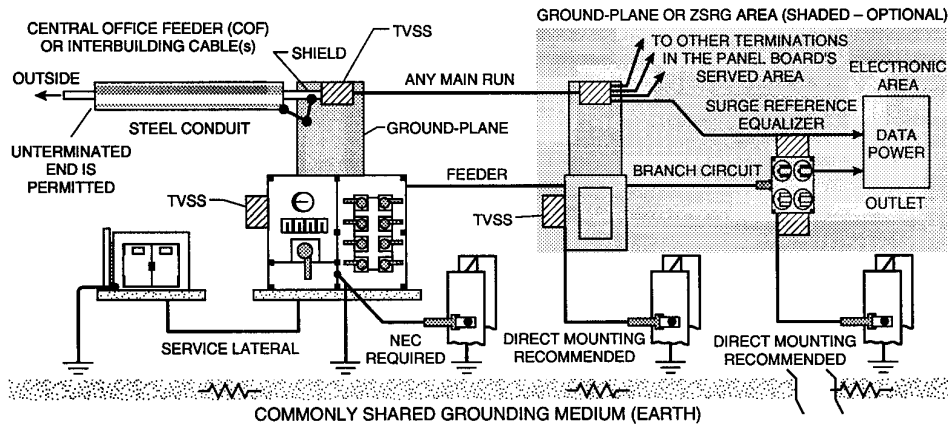 GROUND-PLANE OR ZSRG AREA (SHADED – OPTIONAL)
CENTRAL OFFICE FEEDER (COF)
OR INTERBUILDING CABLE(s)
TVSS
SHIELD
TO OTHER TERMINATIONS
IN THE PANEL BOARD'S
SERVED AREA
ELECTRONIC
AREA
OUTSIDE
ANY MAIN RUN
SURGE REFERENCE
EQUALIZER
STEEL CONDUIT
GROUND-PLANE
DATA
POWER
UNTERMINATED
END IS
PERMITTED
FEEDER
BRANCH CIRCUIT
TVSS
TVSS
OUTLET
SERVICE LATERAL
NEC
REQUIRED
DIRECT MOUNTING
RECOMMENDED
DIRECT MOUNTING
RECOMMENDED
COMMONLY SHARED GROUNDING MEDIUM (EARTH)